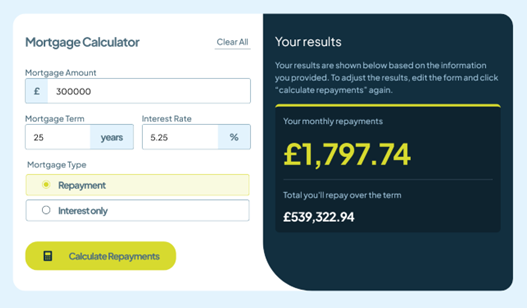 Mortgage Calculator
Clear All
Mortgage Amount
£ 300000
Mortgage Term
25 years
Interest Rate
5.25 %
Mortgage Type
Repayment
Interest only
Calculate Repayments
Your results
Your results are shown below based on the information
you provided. To adjust the results, edit the form and click
"calculate repayments" again.
Your monthly repayments
£1,797.74
Total you'll repay over the term
£539,322.94